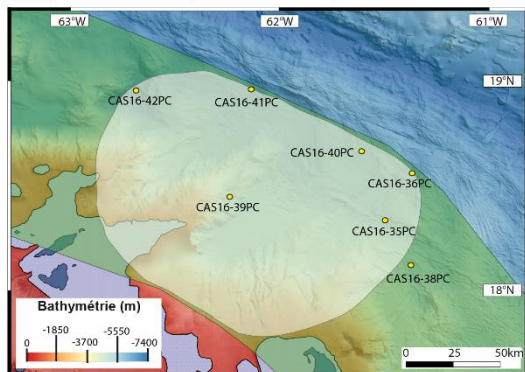 63°W
62°W
61°W
19°N
CAS16-42PC
CAS16-41PC
CAS16-40PC
CAS16-36PC
CAS16-39PC
CAS16-35PC
CAS16-38PC
18°N
Bathymétrie (m)
-1850 -5550
0 -3700 -7400
0 25 50km